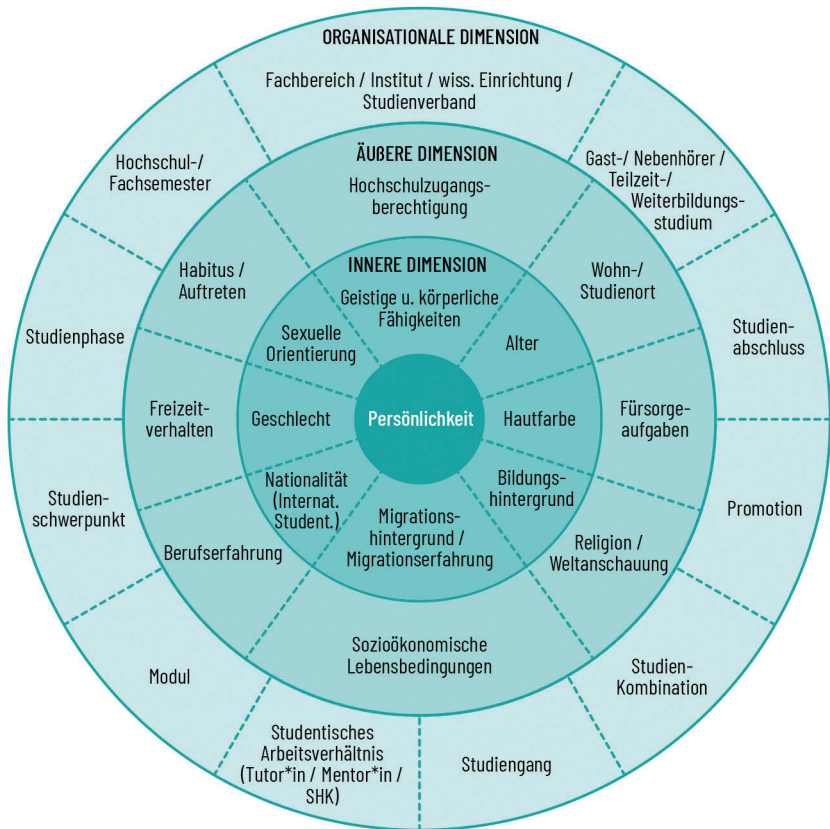 ORGANISATIONALE DIMENSION
Fachbereich / Institut / wiss. Einrichtung /
Studienverband
Gast-/ Nebenhörer /
Teilzeit-/
Weiterbildungs-
studium
Studien-
abschluss
Promotion
Studien-
Kombination
Studiengang
Studentisches
Arbeitsverhältnis
(Tutor*in / Mentor*in /
SHK)
Modul
Studien-
schwerpunkt
Studienphase
Hochschul-/
Fachsemester
ÄUßERE DIMENSION
Hochschulzugangs-
berechtigung
Wohn-/
Studienort
Fürsorge-
aufgaben
Religion /
Weltanschauung
Sozioökonomische
Lebensbedingungen
Berufserfahrung
Freizeit-
verhalten
Habitus /
Auftreten
INNERE DIMENSION
Geistige u. körperliche
Fähigkeiten
Alter
Hautfarbe
Bildungs-
hintergrund
Migrations-
hintergrund /
Migrationserfahrung
Nationalität
(Internat.
Student.)
Geschlecht
Sexuelle
Orientierung
Persönlichkeit